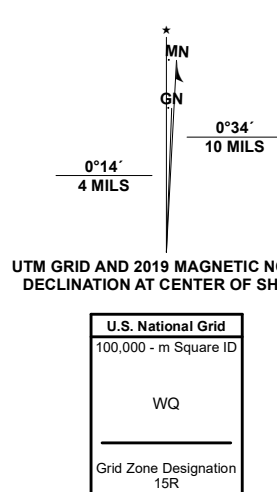 ★
MN
GN
0°34´
10 MILS
0°14´
4 MILS
UTM GRID AND 2019 MAGNETIC N
DECLINATION AT CENTER OF SH
U.S. National Grid
100,000 - m Square ID
WQ
Grid Zone Designation
15R